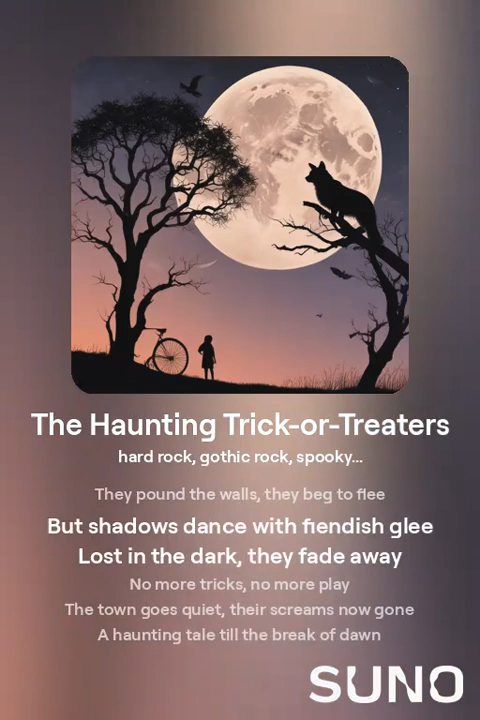 The Haunting Trick-or-Treaters
hard rock, gothic rock, spooky...
They pound the walls, they beg to flee
But shadows dance with fiendish glee
Lost in the dark, they fade away
No more tricks, no more play
The town goes quiet, their screams now gone
A haunting tale till the break of dawn
SUNO